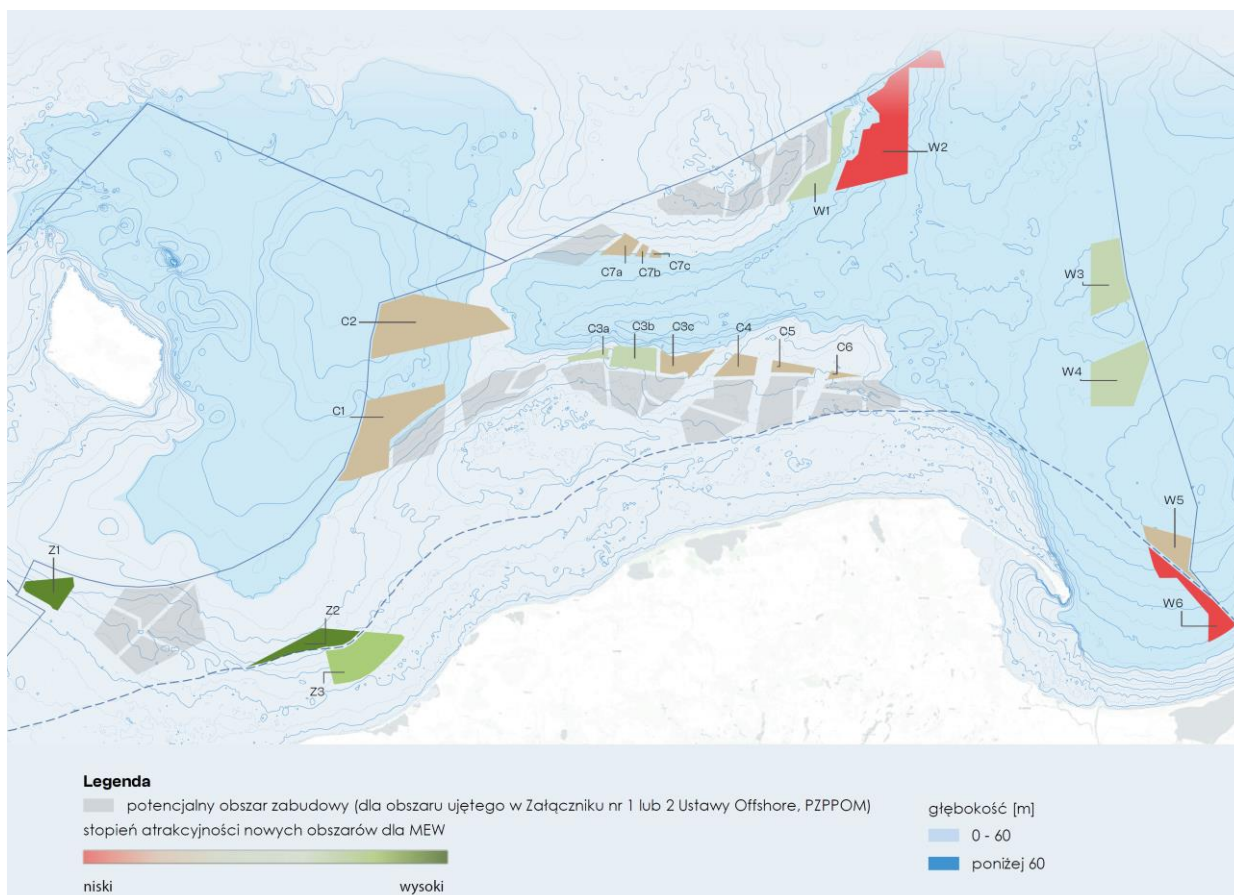 W2
W1
C7a
C7b
C7c
W3
C2
C3a
C3b
C3c
C4
C5
C6
W4
C1
W5
Z1
W6
Z2
Z3
Legenda
potencjalny obszar zabudowy (dla obszaru ujętego w Załączniku nr 1 lub 2 Ustawy Offshore, PZPPOM)
stopień atrakcyjności nowych obszarów dla MEW
niski wysoki
głębokość [m]
0 - 60
poniżej 60